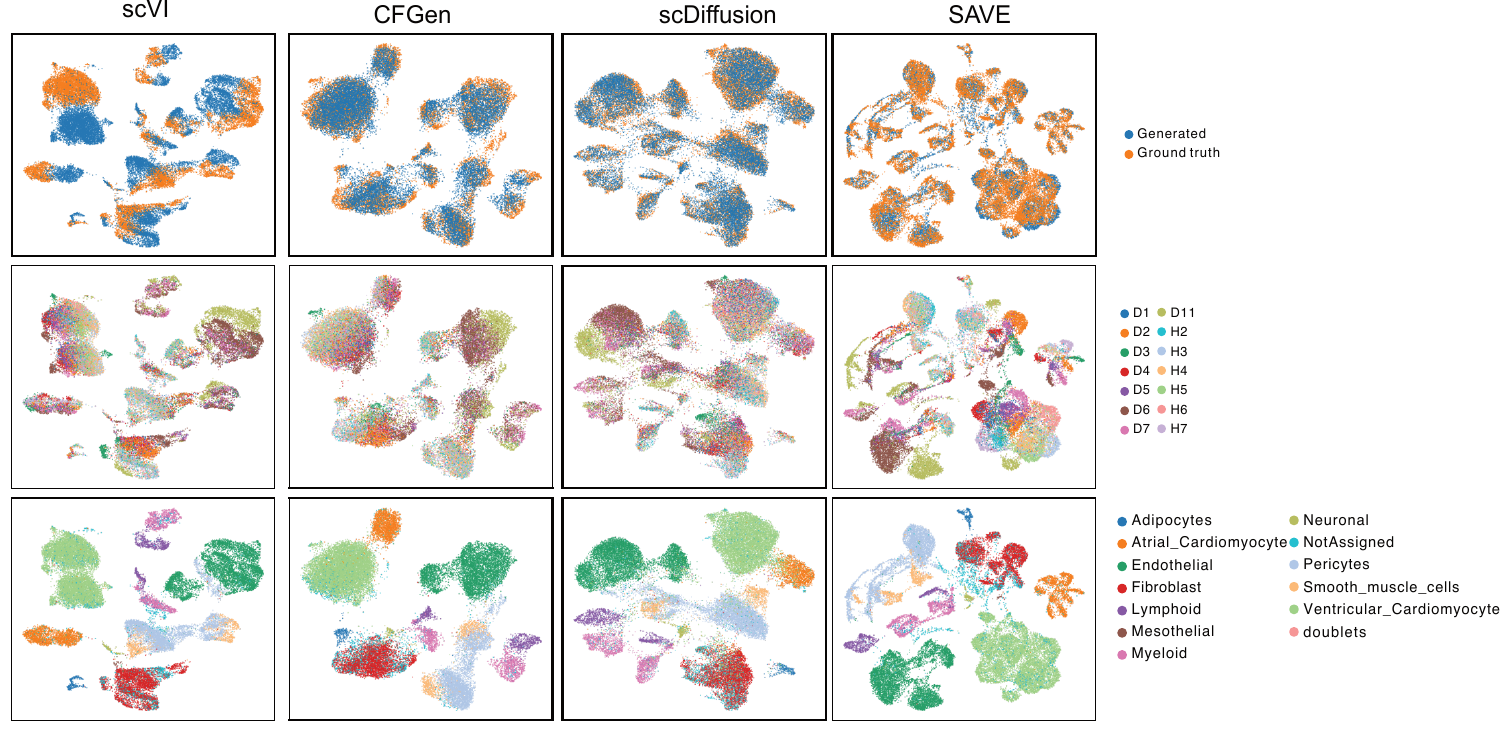 scVI CFGen scDiffusion SAVE
Generated
Ground truth
D1 D11
D2 H2
D3 H3
D4 H4
D5 H5
D6 H6
D7 H7
Adipocytes Neuronal
Atrial_Cardiomyocyte NotAssigned
Endothelial Pericytes
Fibroblast Smooth_muscle_cells
Lymphoid Ventricular_Cardiomyocyte
Mesothelial doublets
Myeloid